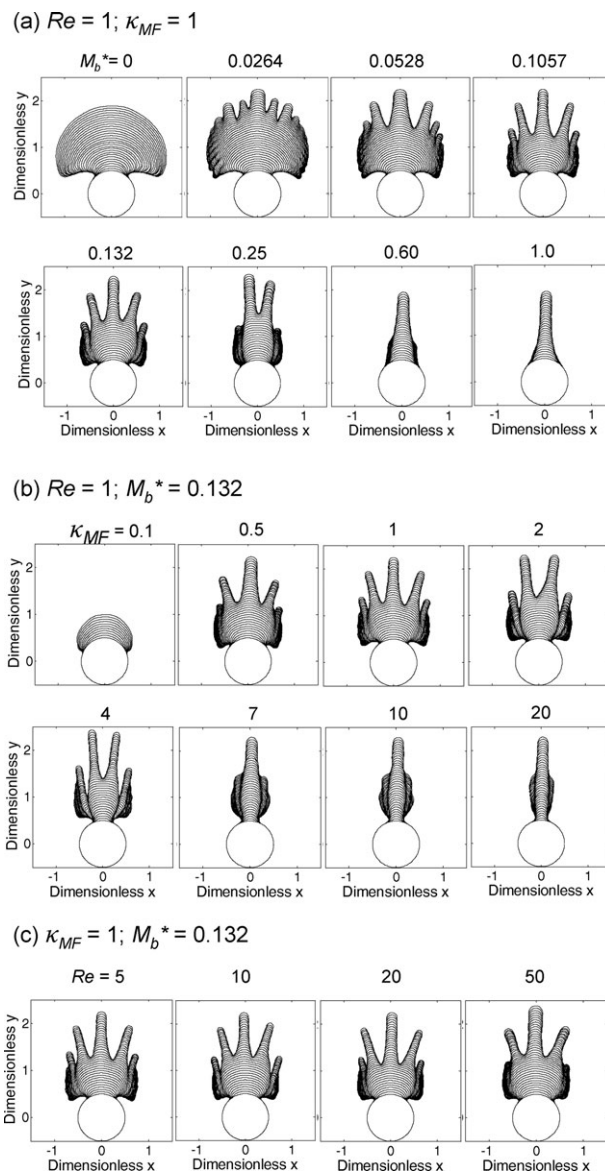 (a) Re = 1; κMF = 1
Mb* = 0 0.0264 0.0528 0.1057
Dimensionless y
2
1
0
0.132 0.25 0.60 1.0
Dimensionless y
2
1
0
-1 0 1 -1 0 1 -1 0 1 -1 0 1
Dimensionless x Dimensionless x Dimensionless x Dimensionless x
(b) Re = 1; Mb* = 0.132
κMF = 0.1 0.5 1 2
Dimensionless y
2
1
0
4 7 10 20
Dimensionless y
2
1
0
-1 0 1 -1 0 1 -1 0 1 -1 0 1
Dimensionless x Dimensionless x Dimensionless x Dimensionless x
(c) κMF = 1; Mb* = 0.132
Re = 5 10 20 50
Dimensionless y
2
1
0
-1 0 1 -1 0 1 -1 0 1 -1 0 1
Dimensionless x Dimensionless x Dimensionless x Dimensionless x